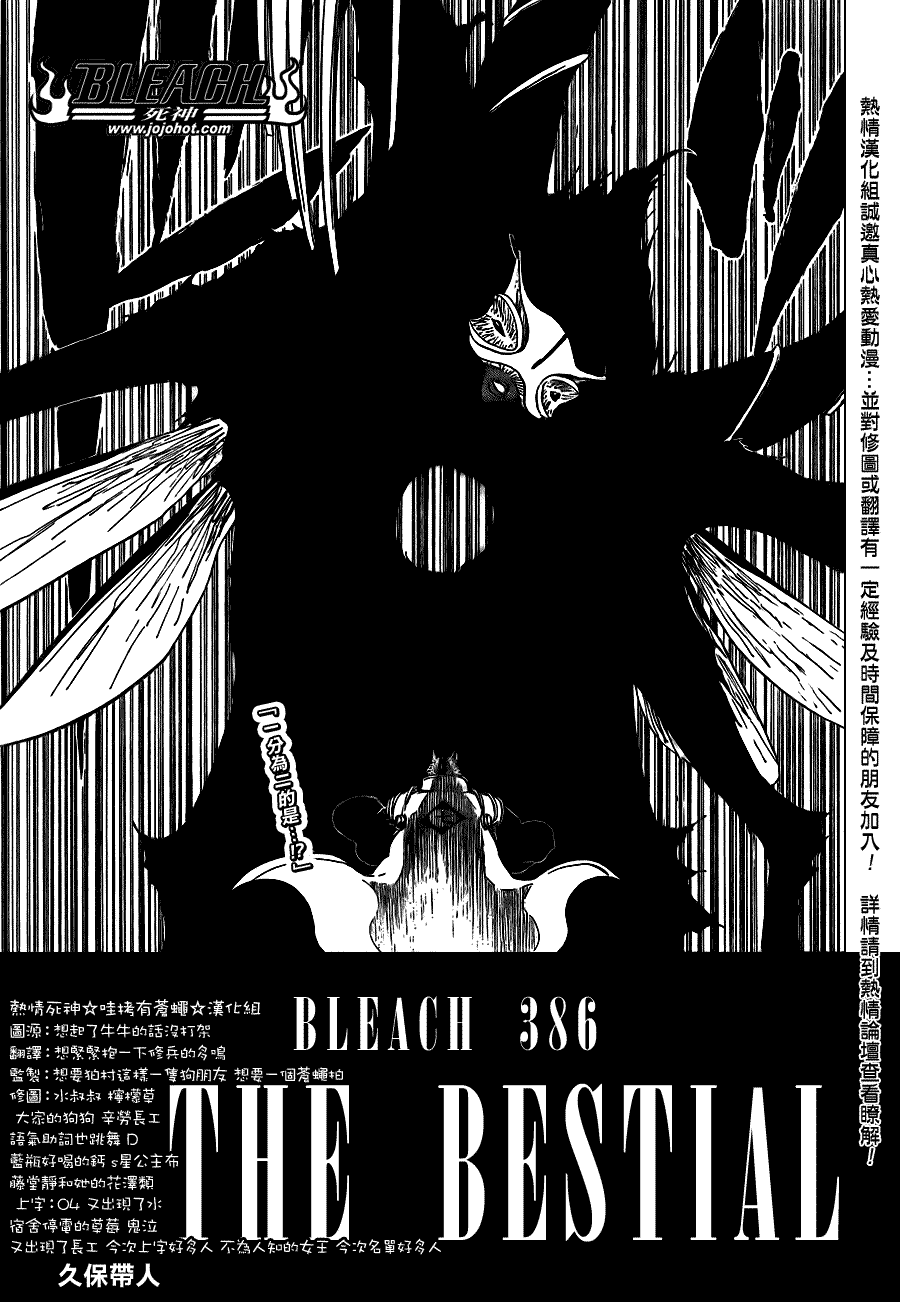 BLEACH
死神
www.jojohot.com
熱情漢化組誠邀真心熱愛動漫…並對修圖或翻譯有一定經驗及時間保障的朋友加入！ 詳情請到熱情論壇查看瞭解！
「一分為二的是…!?」
BLEACH 386
THE BESTIAL
熱情死神☆哇拷有蒼蠅☆漢化組
圖源：想起了牛牛的話沒打架
翻譯：想緊緊抱一下修兵的多鳴
監製：想要狛村這樣一隻狗朋友 想要一個蒼蠅拍
修圖：水叔叔 檸檬草
大家的狗狗 辛勞長工
語氣助詞也跳舞 D
藍瓶好喝的鈣 s星公主布
藤堂靜和她的花澤類
上字：04 又出現了水
宿舍停電的草莓 鬼泣
又出現了長工 今次上字好多人 不為人知的女王 今次名單好多人
久保帶人